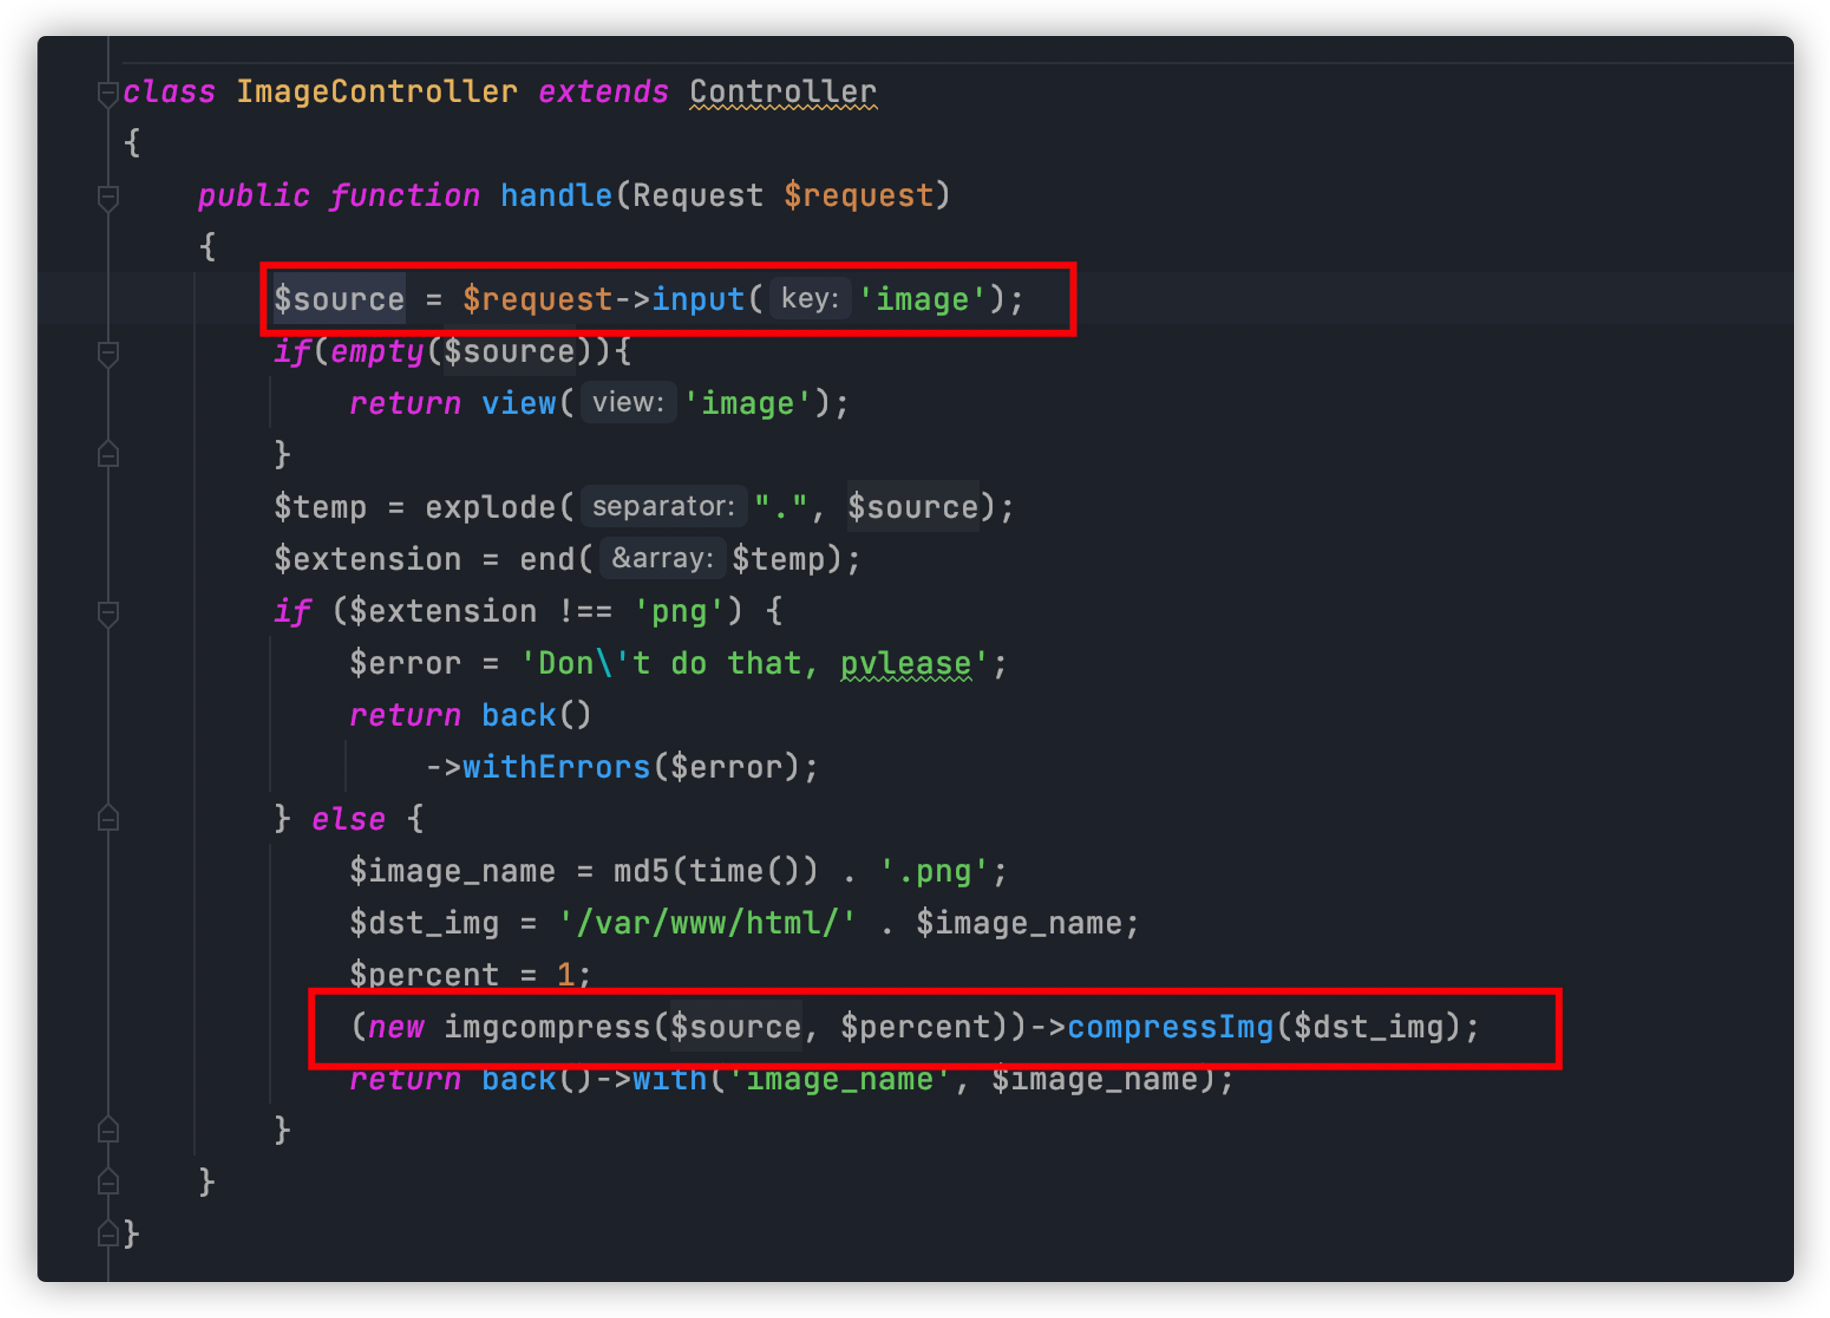 class ImageController extends Controller
{
    public function handle(Request $request)
    {
        $source = $request->input( key: 'image');
        if(empty($source)){
            return view( view: 'image');
        }
        $temp = explode( separator: ".", $source);
        $extension = end( &array: $temp);
        if ($extension !== 'png') {
            $error = 'Don\'t do that, pvlease';
            return back()
                ->withErrors($error);
        } else {
            $image_name = md5(time()) . '.png';
            $dst_img = '/var/www/html/' . $image_name;
            $percent = 1;
            (new imgcompress($source, $percent))->compressImg($dst_img);
            return back()->with('image_name', $image_name);
        }
    }
}